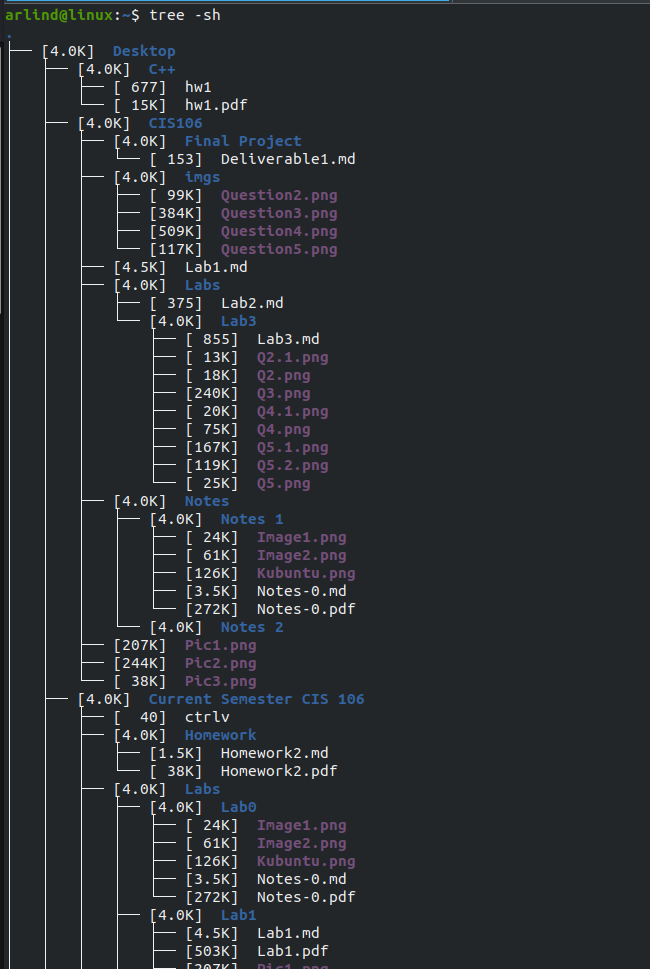 arlind@linux:~$ tree -sh
.
├── [4.0K]  Desktop
│   ├── [4.0K]  C++
│   │   ├── [ 677]  hw1
│   │   └── [ 15K]  hw1.pdf
│   ├── [4.0K]  CIS106
│   │   ├── [4.0K]  Final Project
│   │   │   └── [ 153]  Deliverable1.md
│   │   ├── [4.0K]  imgs
│   │   │   ├── [ 99K]  Question2.png
│   │   │   ├── [384K]  Question3.png
│   │   │   ├── [509K]  Question4.png
│   │   │   └── [117K]  Question5.png
│   │   ├── [4.5K]  Lab1.md
│   │   ├── [4.0K]  Labs
│   │   │   ├── [ 375]  Lab2.md
│   │   │   └── [4.0K]  Lab3
│   │   │       ├── [ 855]  Lab3.md
│   │   │       ├── [ 13K]  Q2.1.png
│   │   │       ├── [ 18K]  Q2.png
│   │   │       ├── [240K]  Q3.png
│   │   │       ├── [ 20K]  Q4.1.png
│   │   │       ├── [ 75K]  Q4.png
│   │   │       ├── [167K]  Q5.1.png
│   │   │       ├── [119K]  Q5.2.png
│   │   │       └── [ 25K]  Q5.png
│   │   ├── [4.0K]  Notes
│   │   │   ├── [4.0K]  Notes 1
│   │   │   │   ├── [ 24K]  Image1.png
│   │   │   │   ├── [ 61K]  Image2.png
│   │   │   │   ├── [126K]  Kubuntu.png
│   │   │   │   ├── [3.5K]  Notes-0.md
│   │   │   │   └── [272K]  Notes-0.pdf
│   │   │   └── [4.0K]  Notes 2
│   │   ├── [207K]  Pic1.png
│   │   ├── [244K]  Pic2.png
│   │   └── [ 38K]  Pic3.png
│   ├── [4.0K]  Current Semester CIS 106
│   │   ├── [  40]  ctrlv
│   │   ├── [4.0K]  Homework
│   │   │   ├── [1.5K]  Homework2.md
│   │   │   └── [ 38K]  Homework2.pdf
│   │   ├── [4.0K]  Labs
│   │   │   ├── [4.0K]  Lab0
│   │   │   │   ├── [ 24K]  Image1.png
│   │   │   │   ├── [ 61K]  Image2.png
│   │   │   │   ├── [126K]  Kubuntu.png
│   │   │   │   ├── [3.5K]  Notes-0.md
│   │   │   │   └── [272K]  Notes-0.pdf
│   │   │   ├── [4.0K]  Lab1
│   │   │   │   ├── [4.5K]  Lab1.md
│   │   │   │   ├── [503K]  Lab1.pdf
│   │   │   │   ├── [207K]  Pic1.png